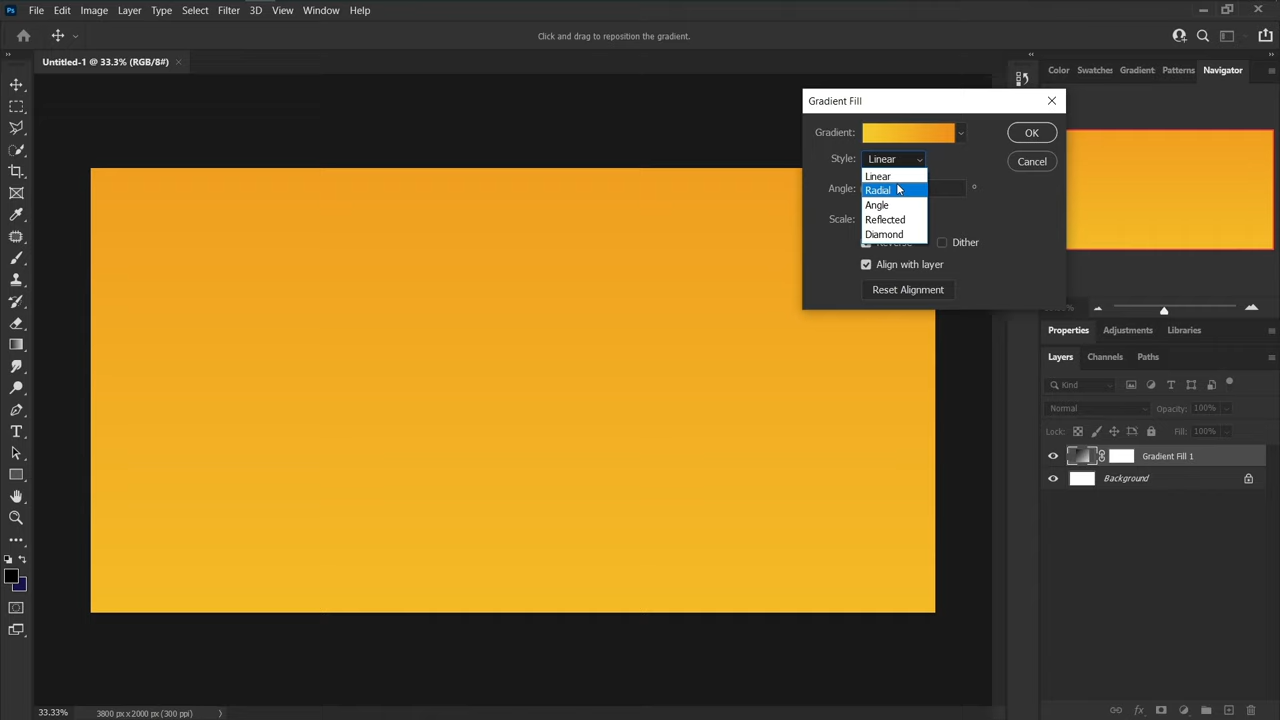 Ps File Edit Image Layer Type Select Filter 3D View Window Help
Click and drag to reposition the gradient.
Untitled-1 @ 33.3% (RGB/8#) ×
Color Swatches Gradient Patterns Navigator
Gradient Fill
Gradient: OK
Style: Linear Cancel
Linear
Angle: Radial °
Angle
Scale: Reflected
Diamond
Reverse Dither
Align with layer
Reset Alignment
Properties Adjustments Libraries
Layers Channels Paths
Kind
Normal Opacity: 100%
Lock: Fill: 100%
Gradient Fill 1
Background
33.33% 3800 px x 2000 px (300 ppi)